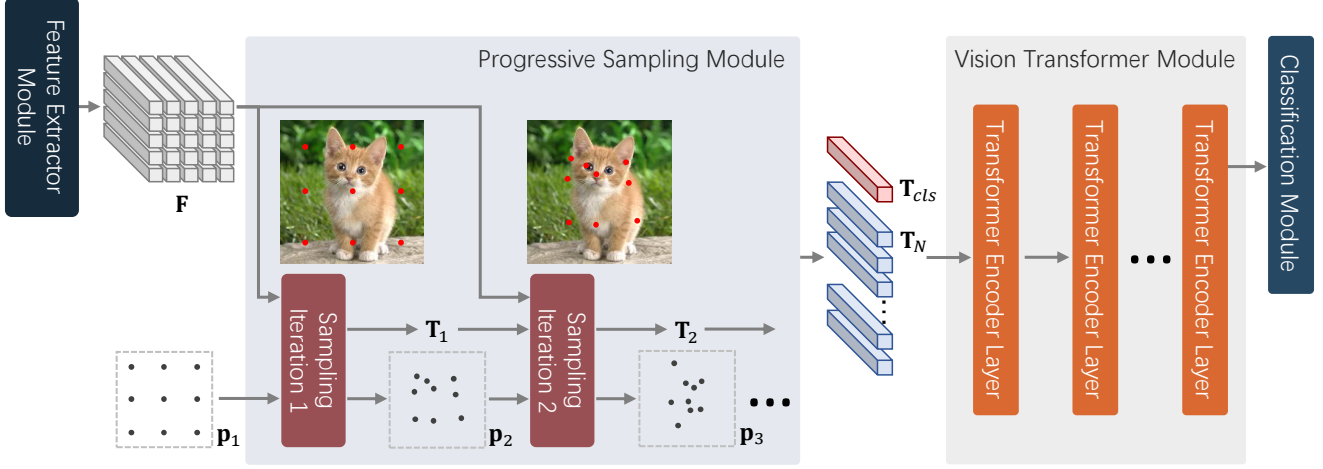 Feature Extractor
Module
F
Progressive Sampling Module
Sampling
Iteration 1
Sampling
Iteration 2
T1
T2
p1
p2
p3
Tcls
TN
Vision Transformer Module
Transformer Encoder Layer
Transformer Encoder Layer
Transformer Encoder Layer
Classification Module